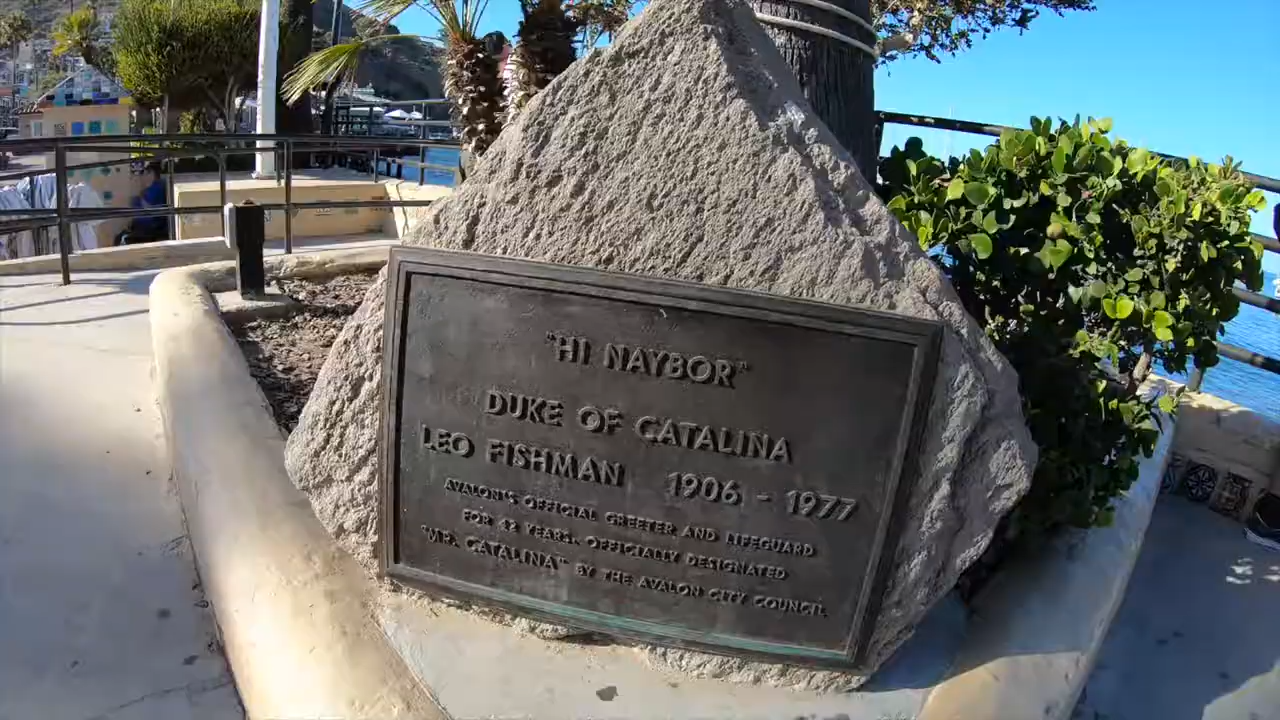 "HI NAYBOR"
DUKE OF CATALINA
LEO FISHMAN 1906 - 1977
AVALON'S OFFICIAL GREETER AND LIFEGUARD
FOR 42 YEARS. OFFICIALLY DESIGNATED
"MR. CATALINA" BY THE AVALON CITY COUNCIL